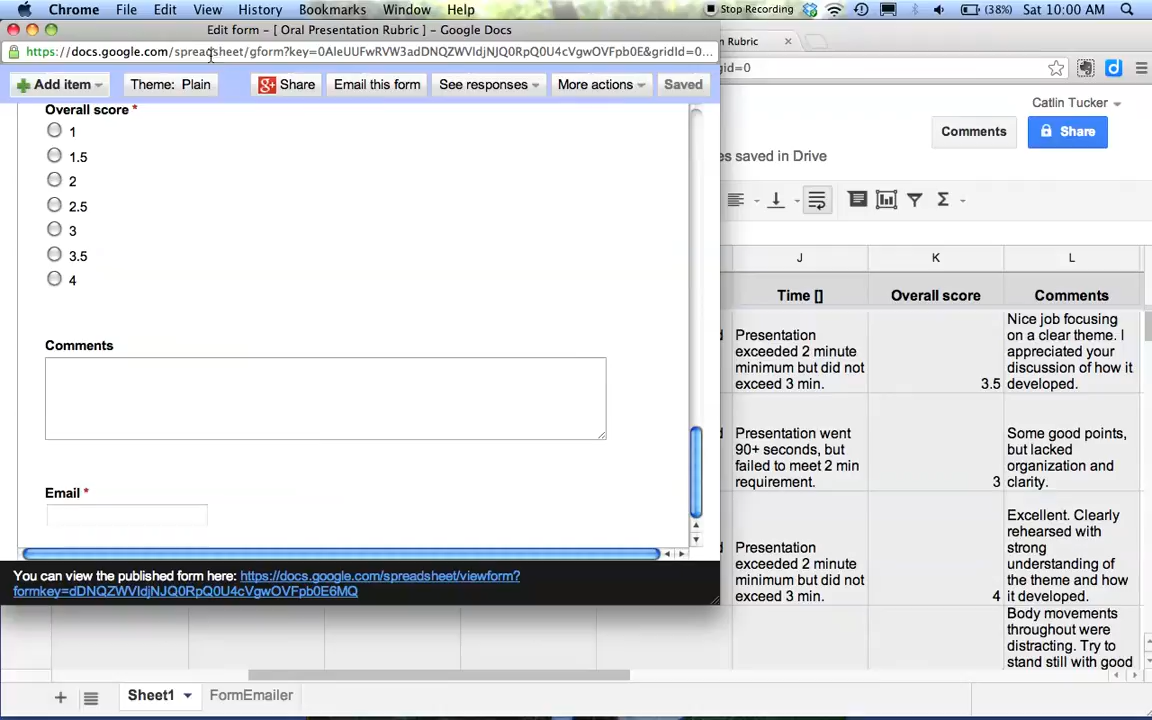 Chrome File Edit View History Bookmarks Window Help Stop Recording (38%) Sat 10:00 AM
Edit form – [ Oral Presentation Rubric ] – Google Docs
https://docs.google.com/spreadsheet/gform?key=0AleUUFwRVW3adDNQZWVIdjNJQ0RpQ0U4cVgwOVFpb0E&gridId=0...
Add item Theme: Plain Share Email this form See responses More actions Saved
Overall score *
1
1.5
2
2.5
3
3.5
4
Comments
Email *
You can view the published form here: https://docs.google.com/spreadsheet/viewform?
formkey=dDNQZWVIdjNJQ0RpQ0U4cVgwOVFpb0E6MQ
Rubric
gid=0
Catlin Tucker
Comments Share
es saved in Drive
J K L
Time [] Overall score Comments
Presentation
exceeded 2 minute
minimum but did not
exceed 3 min.
3.5
Nice job focusing
on a clear theme. I
appreciated your
discussion of how it
developed.
Presentation went
90+ seconds, but
failed to meet 2 min
requirement.
3
Some good points,
but lacked
organization and
clarity.
Presentation
exceeded 2 minute
minimum but did not
exceed 3 min.
4
Excellent. Clearly
rehearsed with
strong
understanding of
the theme and how
it developed.
Body movements
throughout were
distracting. Try to
stand still with good
Sheet1 FormEmailer